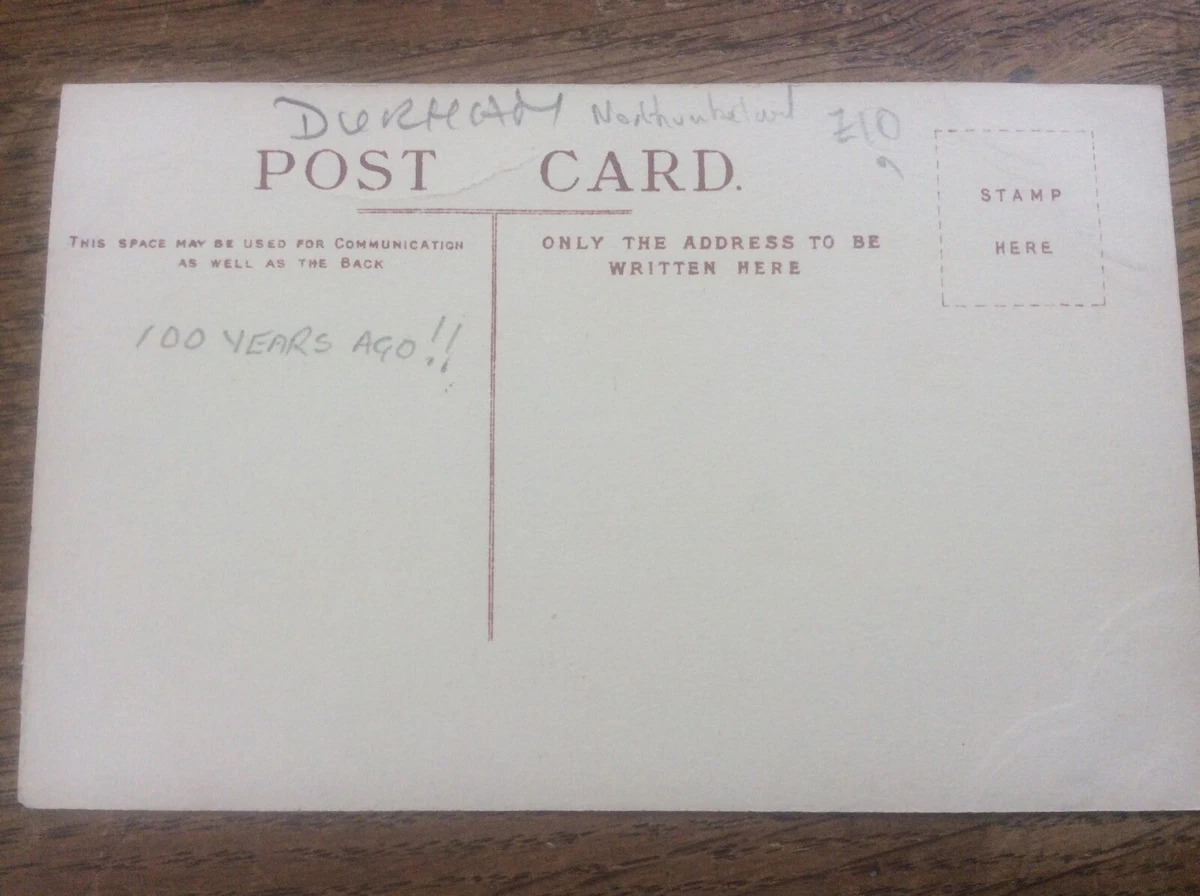 DURHAM Northumberland £10
POST CARD.
THIS SPACE MAY BE USED FOR COMMUNICATION
AS WELL AS THE BACK
ONLY THE ADDRESS TO BE
WRITTEN HERE
STAMP
HERE
100 YEARS AGO!!